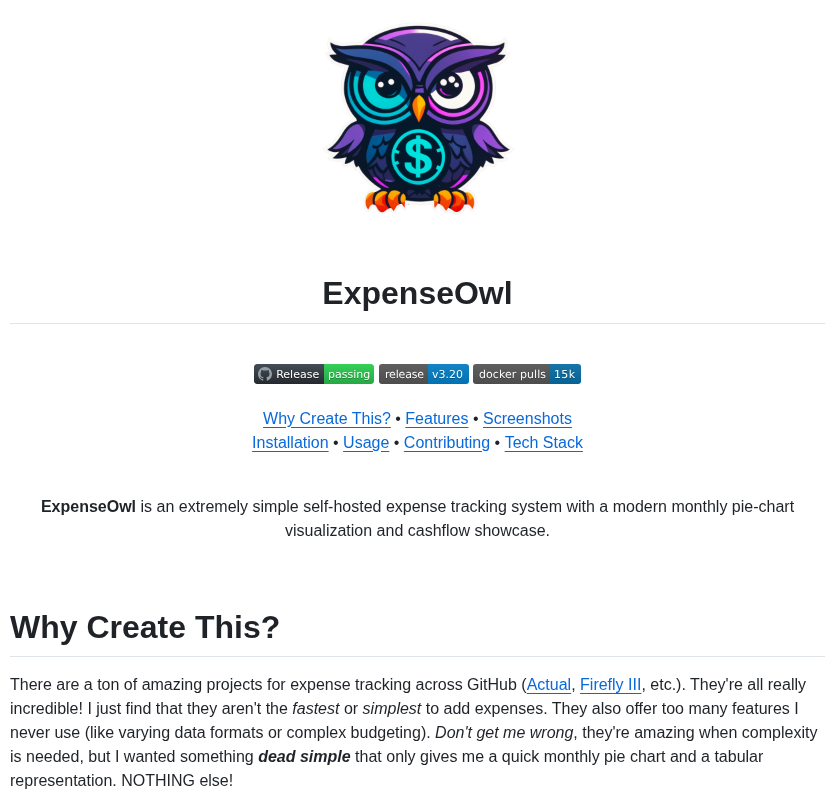 $
ExpenseOwl
Release passing release v3.20 docker pulls 15k
Why Create This? • Features • Screenshots
Installation • Usage • Contributing • Tech Stack
ExpenseOwl is an extremely simple self-hosted expense tracking system with a modern monthly pie-chart
visualization and cashflow showcase.
Why Create This?
There are a ton of amazing projects for expense tracking across GitHub (Actual, Firefly III, etc.). They're all really
incredible! I just find that they aren't the fastest or simplest to add expenses. They also offer too many features I
never use (like varying data formats or complex budgeting). Don't get me wrong, they're amazing when complexity
is needed, but I wanted something dead simple that only gives me a quick monthly pie chart and a tabular
representation. NOTHING else!